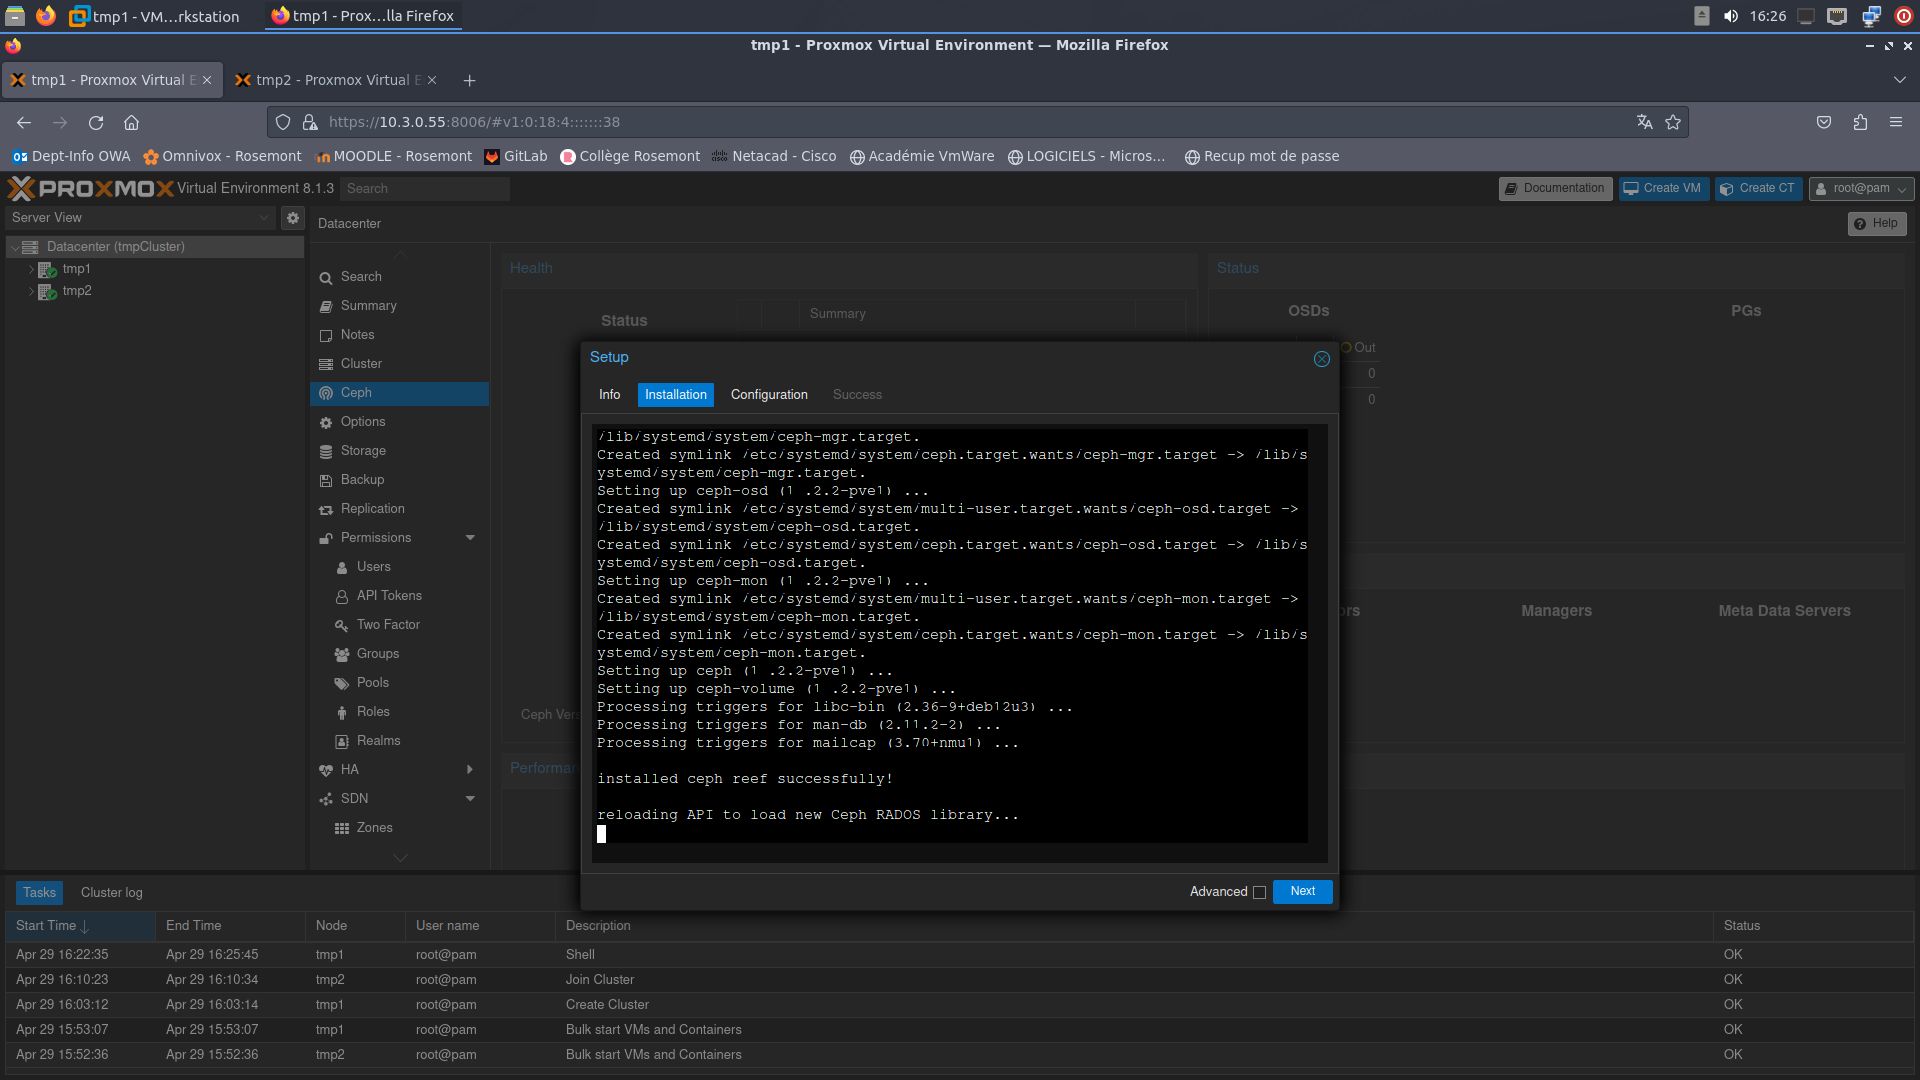 tmp1 - VM...rkstation
tmp1 - Prox...lla Firefox
16:26
tmp1 - Proxmox Virtual Environment — Mozilla Firefox
tmp1 - Proxmox Virtual E
tmp2 - Proxmox Virtual E
https://10.3.0.55:8006/#v1:0:18:4:::::::38
Dept-Info OWA
Omnivox - Rosemont
MOODLE - Rosemont
GitLab
Collège Rosemont
Netacad - Cisco
Académie VmWare
LOGICIELS - Micros...
Recup mot de passe
PROXMOX Virtual Environment 8.1.3
Search
Documentation
Create VM
Create CT
root@pam
Server View
Datacenter
Help
Datacenter (tmpCluster)
tmp1
tmp2
Search
Summary
Notes
Cluster
Ceph
Options
Storage
Backup
Replication
Permissions
Users
API Tokens
Two Factor
Groups
Pools
Roles
Realms
HA
SDN
Zones
Health
Status
Summary
Ceph Vers
Performan
Status
OSDs
PGs
Out
0
0
ors
Managers
Meta Data Servers
Setup
Info
Installation
Configuration
Success
/lib/systemd/system/ceph-mgr.target.
Created symlink /etc/systemd/system/ceph.target.wants/ceph-mgr.target -> /lib/s
ystemd/system/ceph-mgr.target.
Setting up ceph-osd (1 .2.2-pve1) ...
Created symlink /etc/systemd/system/multi-user.target.wants/ceph-osd.target ->
/lib/systemd/system/ceph-osd.target.
Created symlink /etc/systemd/system/ceph.target.wants/ceph-osd.target -> /lib/s
ystemd/system/ceph-osd.target.
Setting up ceph-mon (1 .2.2-pve1) ...
Created symlink /etc/systemd/system/multi-user.target.wants/ceph-mon.target ->
/lib/systemd/system/ceph-mon.target.
Created symlink /etc/systemd/system/ceph.target.wants/ceph-mon.target -> /lib/s
ystemd/system/ceph-mon.target.
Setting up ceph (1 .2.2-pve1) ...
Setting up ceph-volume (1 .2.2-pve1) ...
Processing triggers for libc-bin (2.36-9+deb12u3) ...
Processing triggers for man-db (2.11.2-2) ...
Processing triggers for mailcap (3.70+nmu1) ...
installed ceph reef successfully!
reloading API to load new Ceph RADOS library...
Advanced
Next
Tasks
Cluster log
Start Time End Time Node User name Description Status
Apr 29 16:22:35 Apr 29 16:25:45 tmp1 root@pam Shell OK
Apr 29 16:10:23 Apr 29 16:10:34 tmp2 root@pam Join Cluster OK
Apr 29 16:03:12 Apr 29 16:03:14 tmp1 root@pam Create Cluster OK
Apr 29 15:53:07 Apr 29 15:53:07 tmp1 root@pam Bulk start VMs and Containers OK
Apr 29 15:52:36 Apr 29 15:52:36 tmp2 root@pam Bulk start VMs and Containers OK